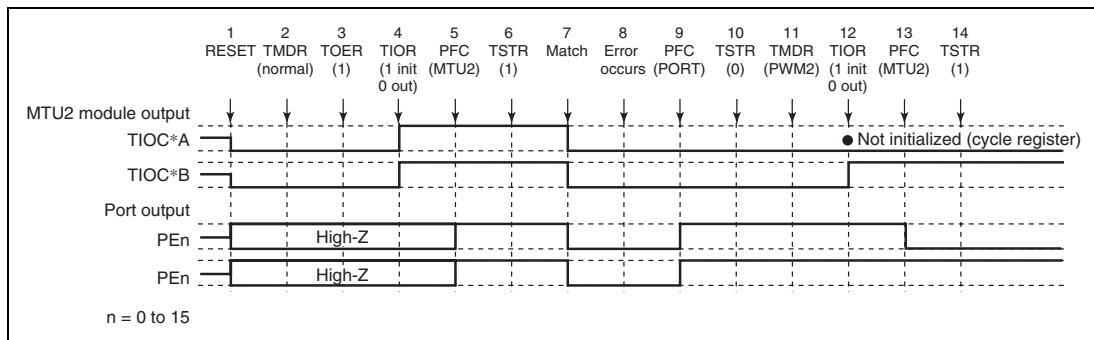 1 2 3 4 5 6 7 8 9 10 11 12 13 14
RESET TMDR TOER TIOR PFC TSTR Match Error PFC TSTR TMDR TIOR PFC TSTR
(normal) (1) (1 init (MTU2) (1) occurs (PORT) (0) (PWM2) (1 init (MTU2) (1)
0 out) 0 out)
MTU2 module output
TIOC*A
● Not initialized (cycle register)
TIOC*B
Port output
PEn
High-Z
PEn
High-Z
n = 0 to 15